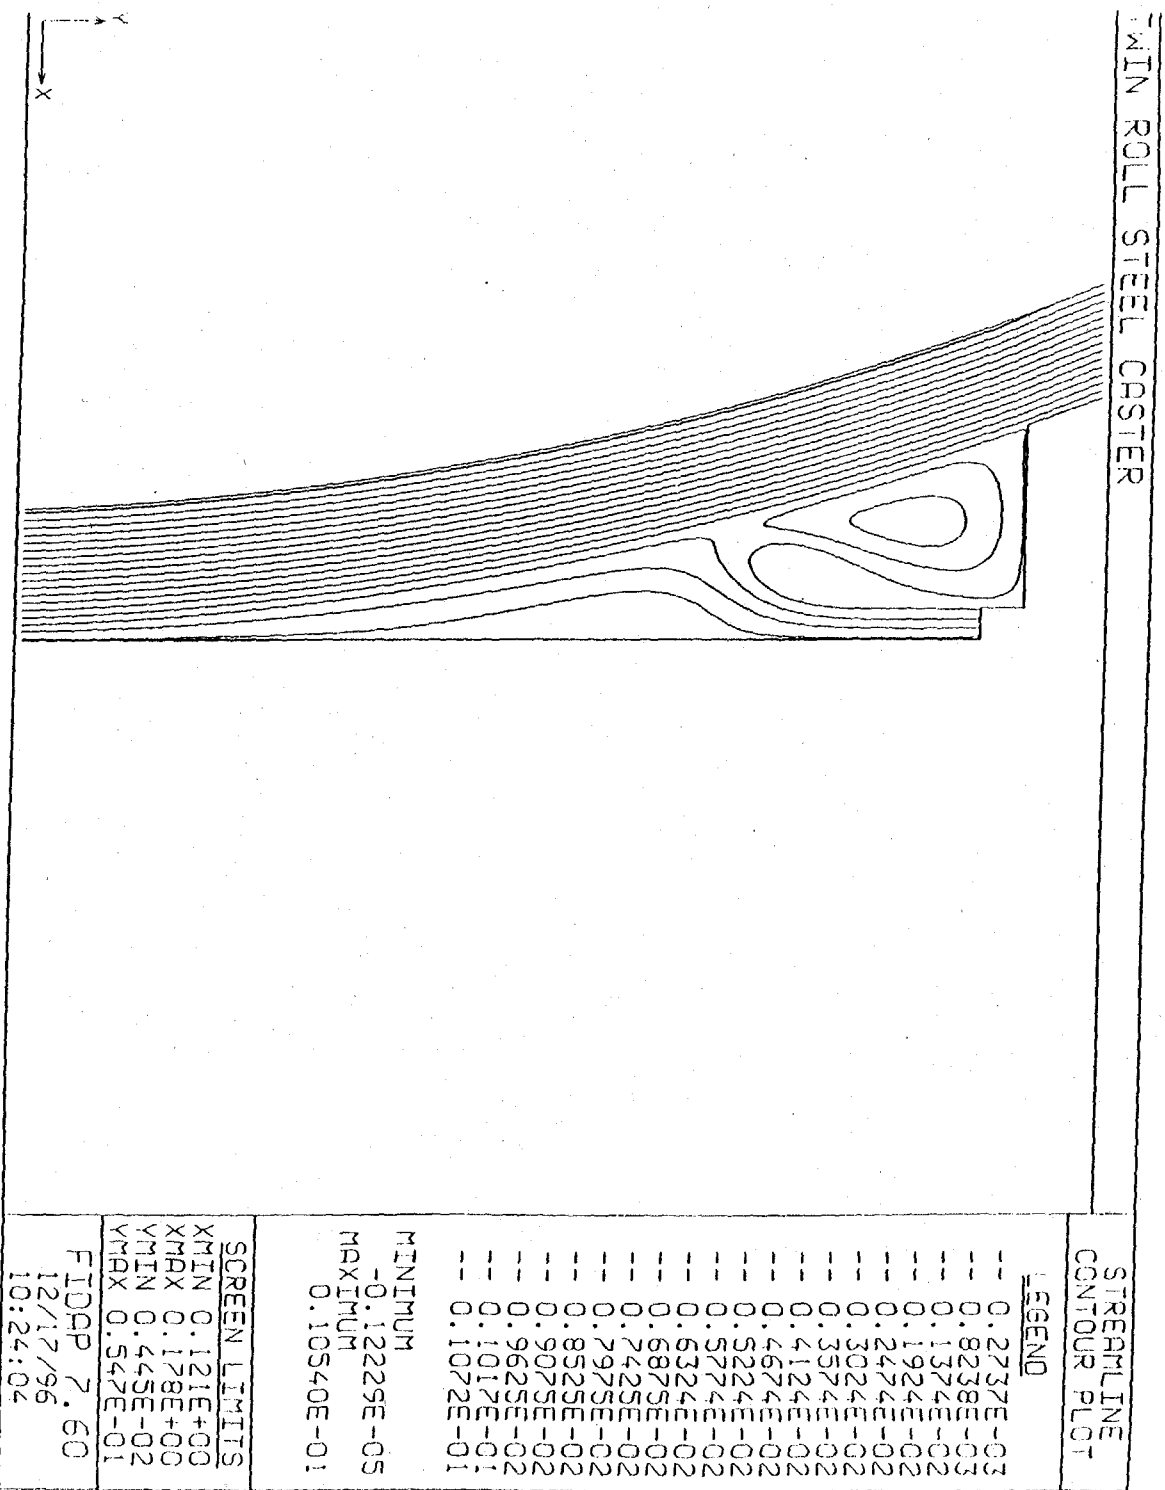 TWIN ROLL STEEL CASTER
STREAMLINE
CONTOUR PLOT
LEGEND
-- 0.2737E-03
-- 0.8238E-03
-- 0.1374E-02
-- 0.1924E-02
-- 0.2474E-02
-- 0.3024E-02
-- 0.3574E-02
-- 0.4124E-02
-- 0.4674E-02
-- 0.5224E-02
-- 0.5774E-02
-- 0.6324E-02
-- 0.6875E-02
-- 0.7425E-02
-- 0.7975E-02
-- 0.8525E-02
-- 0.9075E-02
-- 0.9625E-02
-- 0.1017E-01
-- 0.1072E-01
MINIMUM
-0.12229E-05
MAXIMUM
0.10540E-01
SCREEN LIMITS
XMIN 0.121E+00
XMAX 0.178E+00
YMIN 0.445E-02
YMAX 0.547E-01
FIDAP 7.60
12/17/96
10:24:04
Y
X